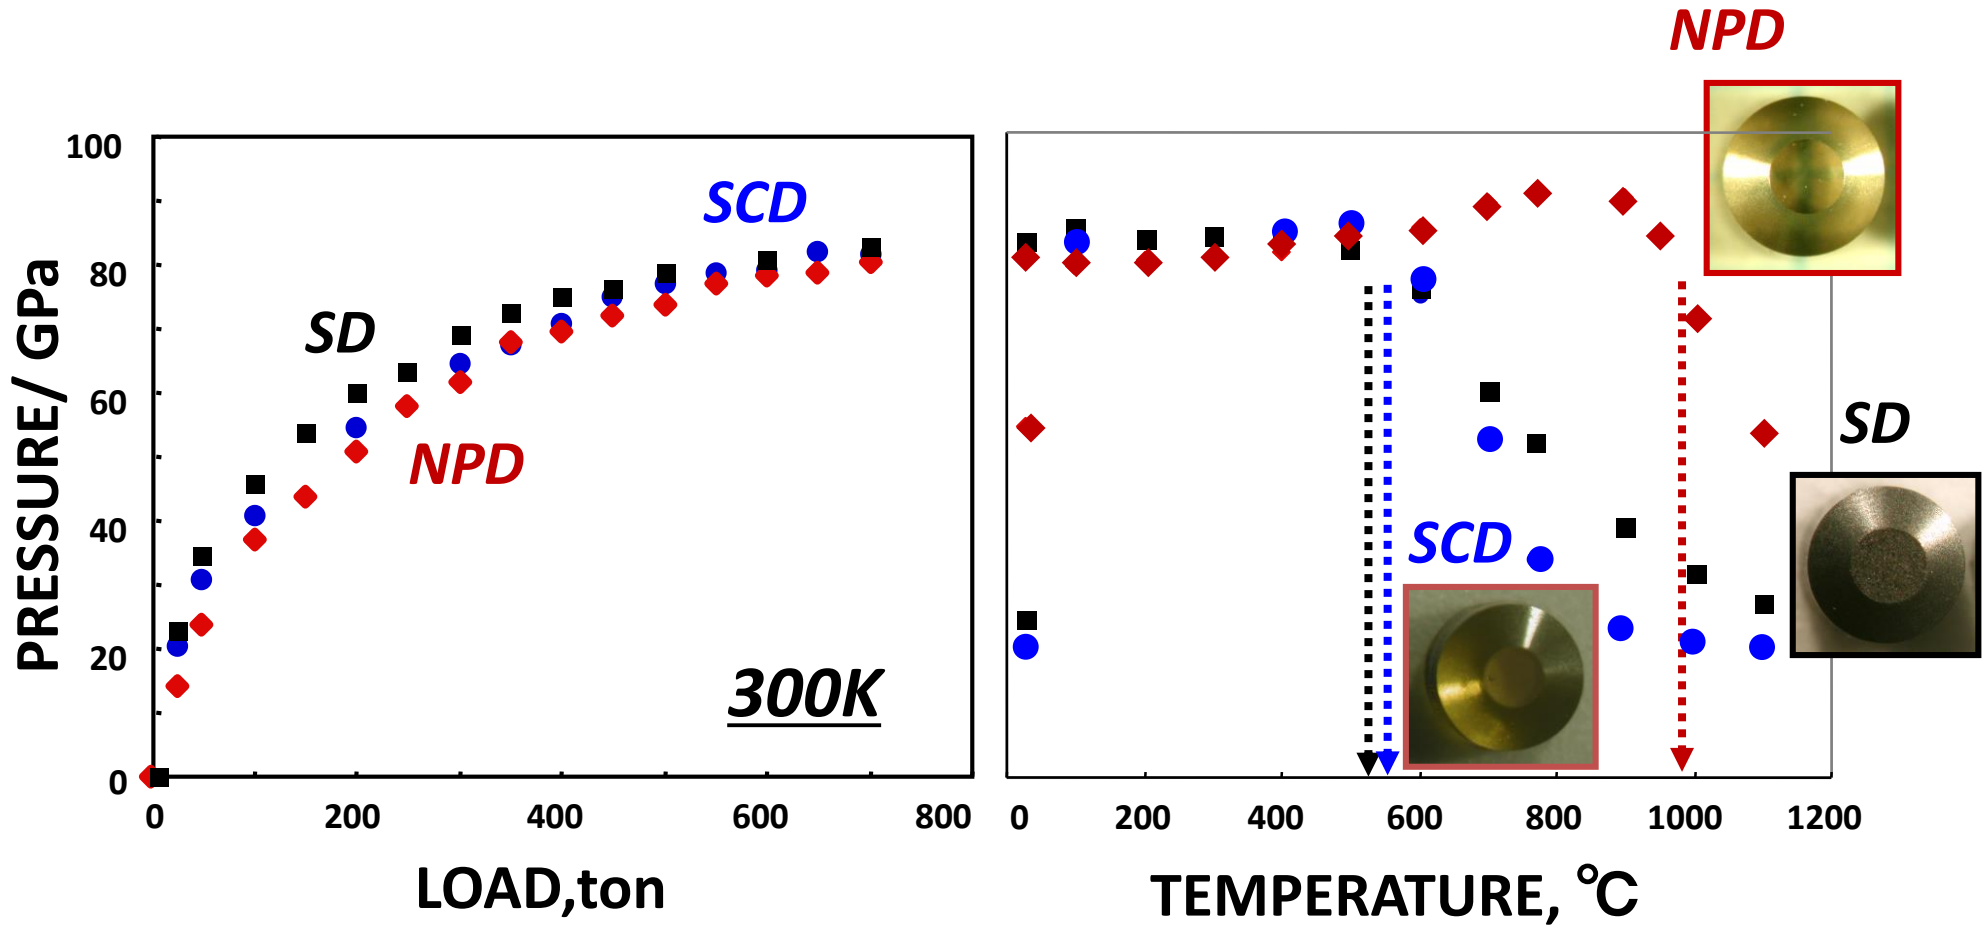 NPD
100
80
60
40
20
0
PRESSURE/ GPa
SCD
SD
NPD
300K
0 200 400 600 800
LOAD,ton
SD
SCD
0 200 400 600 800 1000 1200
TEMPERATURE, ℃